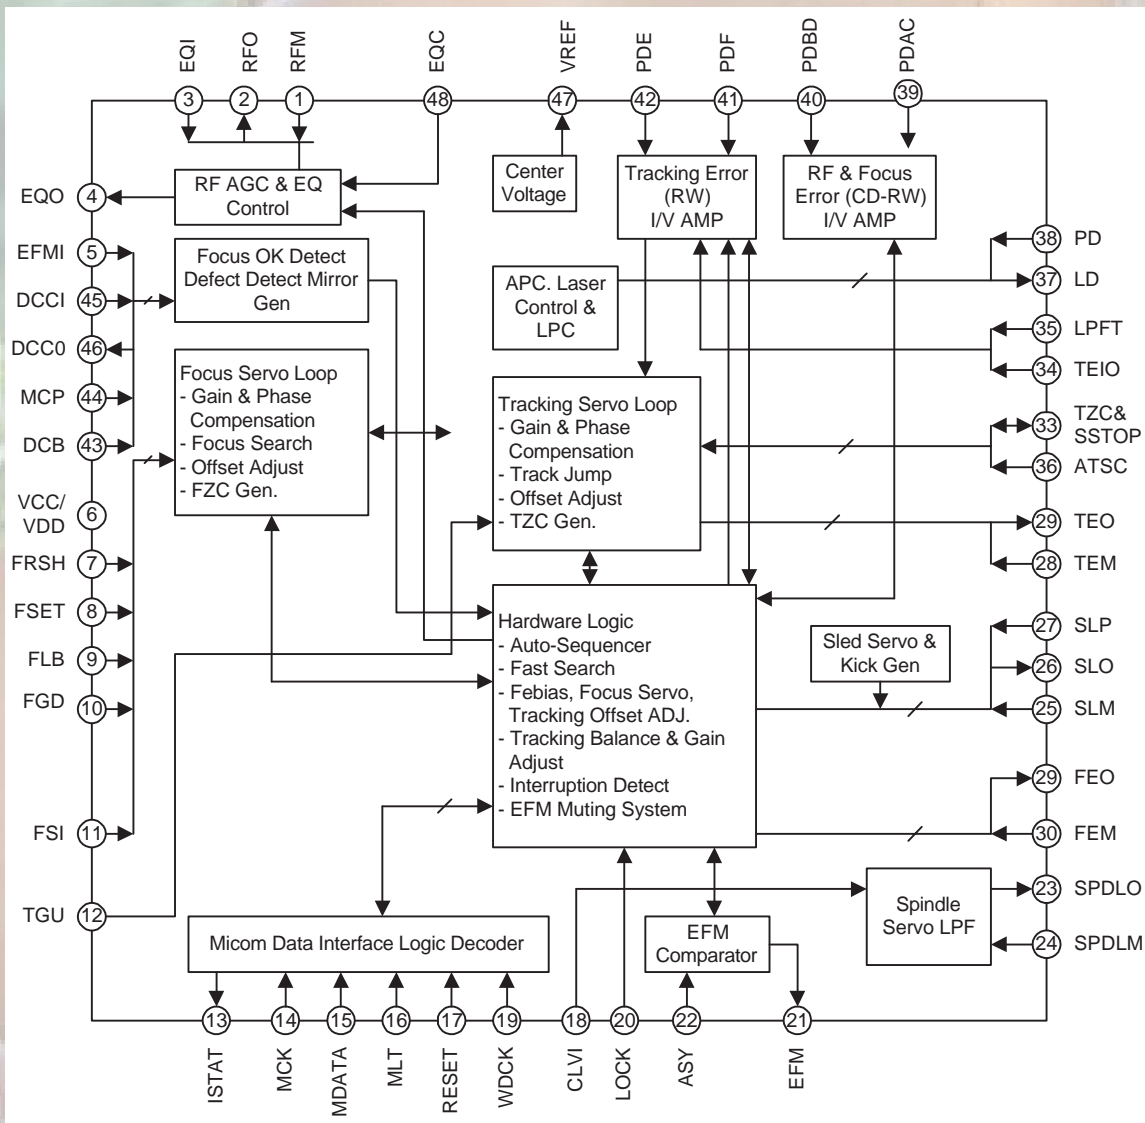 EQI
RFO
RFM
EQC
VREF
PDE
PDF
PDBD
PDAC
3
2
1
48
47
42
41
40
39
RF AGC & EQ
Control
Center
Voltage
Tracking Error
(RW)
I/V AMP
RF & Focus
Error (CD-RW)
I/V AMP
EQO
4
EFMI
5
DCCI
45
DCC0
46
MCP
44
DCB
43
VCC/
VDD
6
FRSH
7
FSET
8
FLB
9
FGD
10
FSI
11
TGU
12
Focus OK Detect
Defect Detect Mirror
Gen
APC. Laser
Control &
LPC
Focus Servo Loop
- Gain & Phase
Compensation
- Focus Search
- Offset Adjust
- FZC Gen.
Tracking Servo Loop
- Gain & Phase
Compensation
- Track Jump
- Offset Adjust
- TZC Gen.
Hardware Logic
- Auto-Sequencer
- Fast Search
- Febias, Focus Servo,
Tracking Offset ADJ.
- Tracking Balance & Gain
Adjust
- Interruption Detect
- EFM Muting System
Sled Servo &
Kick Gen
38
PD
37
LD
35
LPFT
34
TEIO
33
TZC&
SSTOP
36
ATSC
29
TEO
28
TEM
27
SLP
26
SLO
25
SLM
29
FEO
30
FEM
23
SPDLO
24
SPDLM
Micom Data Interface Logic Decoder
EFM
Comparator
Spindle
Servo LPF
13
14
15
16
17
19
18
20
22
21
ISTAT
MCK
MDATA
MLT
RESET
WDCK
CLVI
LOCK
ASY
EFM